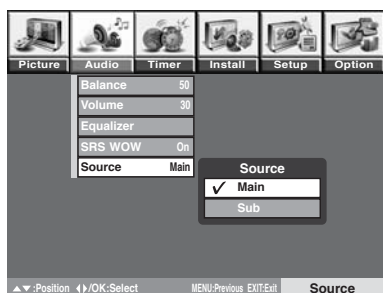 Picture Audio Timer Install Setup Option
Balance 50
Volume 30
Equalizer
SRS WOW On
Source Main
Source
✓ Main
Sub
▲▼:Position ◀▶/OK:Select MENU:Previous EXIT:Exit Source